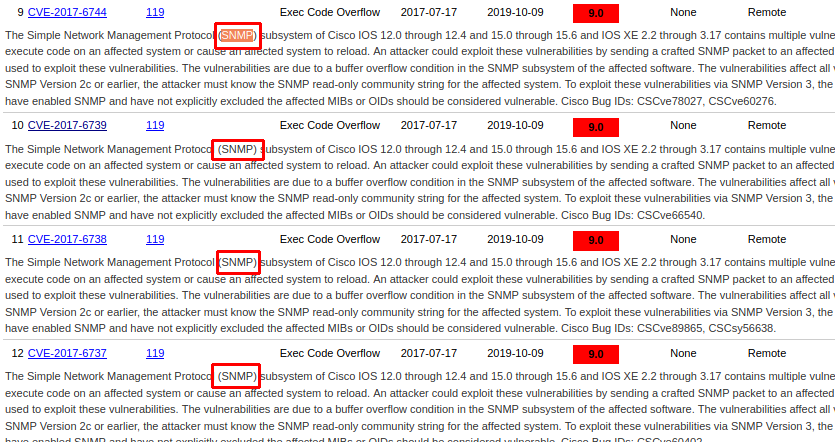 9 CVE-2017-6744 119 Exec Code Overflow 2017-07-17 2019-10-09 9.0 None Remote
The Simple Network Management Protocol (SNMP) subsystem of Cisco IOS 12.0 through 12.4 and 15.0 through 15.6 and IOS XE 2.2 through 3.17 contains multiple vulne
execute code on an affected system or cause an affected system to reload. An attacker could exploit these vulnerabilities by sending a crafted SNMP packet to an affected
used to exploit these vulnerabilities. The vulnerabilities are due to a buffer overflow condition in the SNMP subsystem of the affected software. The vulnerabilities affect all
SNMP Version 2c or earlier, the attacker must know the SNMP read-only community string for the affected system. To exploit these vulnerabilities via SNMP Version 3, the
have enabled SNMP and have not explicitly excluded the affected MIBs or OIDs should be considered vulnerable. Cisco Bug IDs: CSCve78027, CSCve60276.
10 CVE-2017-6739 119 Exec Code Overflow 2017-07-17 2019-10-09 9.0 None Remote
The Simple Network Management Protoco (SNMP) subsystem of Cisco IOS 12.0 through 12.4 and 15.0 through 15.6 and IOS XE 2.2 through 3.17 contains multiple vulne
execute code on an affected system or cause an affected system to reload. An attacker could exploit these vulnerabilities by sending a crafted SNMP packet to an affected
used to exploit these vulnerabilities. The vulnerabilities are due to a buffer overflow condition in the SNMP subsystem of the affected software. The vulnerabilities affect all
SNMP Version 2c or earlier, the attacker must know the SNMP read-only community string for the affected system. To exploit these vulnerabilities via SNMP Version 3, the
have enabled SNMP and have not explicitly excluded the affected MIBs or OIDs should be considered vulnerable. Cisco Bug IDs: CSCve66540.
11 CVE-2017-6738 119 Exec Code Overflow 2017-07-17 2019-10-09 9.0 None Remote
The Simple Network Management Protocol (SNMP) subsystem of Cisco IOS 12.0 through 12.4 and 15.0 through 15.6 and IOS XE 2.2 through 3.17 contains multiple vulne
execute code on an affected system or cause an affected system to reload. An attacker could exploit these vulnerabilities by sending a crafted SNMP packet to an affected
used to exploit these vulnerabilities. The vulnerabilities are due to a buffer overflow condition in the SNMP subsystem of the affected software. The vulnerabilities affect all
SNMP Version 2c or earlier, the attacker must know the SNMP read-only community string for the affected system. To exploit these vulnerabilities via SNMP Version 3, the
have enabled SNMP and have not explicitly excluded the affected MIBs or OIDs should be considered vulnerable. Cisco Bug IDs: CSCve89865, CSCsy56638.
12 CVE-2017-6737 119 Exec Code Overflow 2017-07-17 2019-10-09 9.0 None Remote
The Simple Network Management Protoco (SNMP) subsystem of Cisco IOS 12.0 through 12.4 and 15.0 through 15.6 and IOS XE 2.2 through 3.17 contains multiple vulne
execute code on an affected system or cause an affected system to reload. An attacker could exploit these vulnerabilities by sending a crafted SNMP packet to an affected
used to exploit these vulnerabilities. The vulnerabilities are due to a buffer overflow condition in the SNMP subsystem of the affected software. The vulnerabilities affect all
SNMP Version 2c or earlier, the attacker must know the SNMP read-only community string for the affected system. To exploit these vulnerabilities via SNMP Version 3, the
have enabled SNMP and have not explicitly excluded the affected MIBs or OIDs should be considered vulnerable. Cisco Bug IDs: